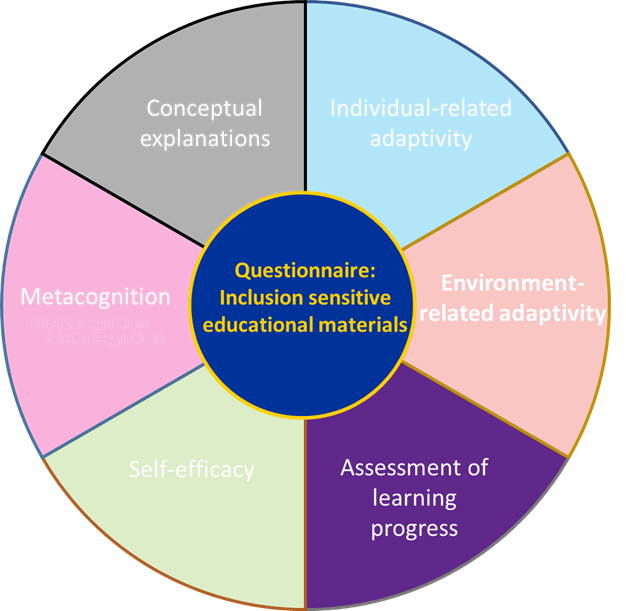 Conceptual
explanations
Individual-related
adaptivity
Metacognition
Questionnaire:
Inclusion sensitive
educational materials
Environment-
related adaptivity
Self-efficacy
Assessment of
learning
progress